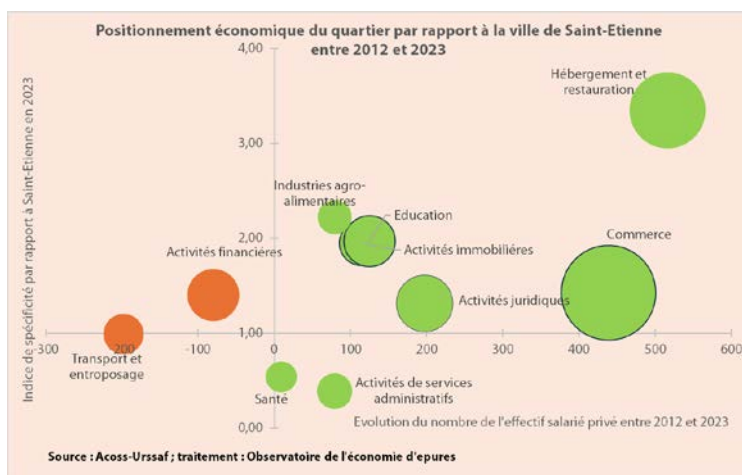 Positionnement économique du quartier par rapport à la ville de Saint-Etienne
entre 2012 et 2023
Indice de spécificité par rapport à Saint-Etienne en 2023
4,00
3,00
2,00
1,00
0,00
Hébergement et
restauration
Industries agro-
alimentaires
Education
Activités immobiliéres
Commerce
Activités financiéres
Activités juridiques
300
-200
-100
0
100
200
300
400
500
600
Transport et
entroposage
Santé
Activités de services
administratifs
Evolution du nombre de l'effectif salarié privé entre 2012 et 2023
Source : Acoss-Urssaf ; traitement : Observatoire de l'économie d'epures